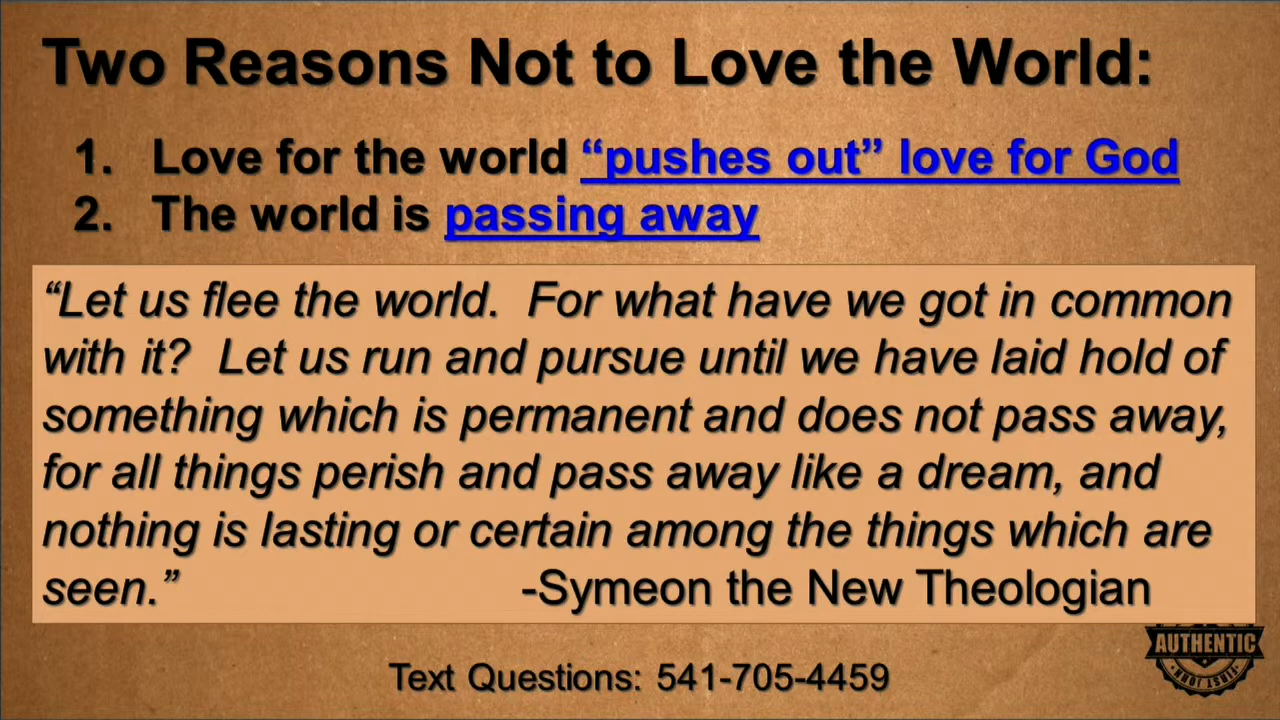 Two Reasons Not to Love the World:
1. Love for the world “pushes out” love for God
2. The world is passing away
“Let us flee the world.  For what have we got in common
with it?  Let us run and pursue until we have laid hold of
something which is permanent and does not pass away,
for all things perish and pass away like a dream, and
nothing is lasting or certain among the things which are
seen.” -Symeon the New Theologian
AUTHENTIC
FIRST JOHN
Text Questions: 541-705-4459